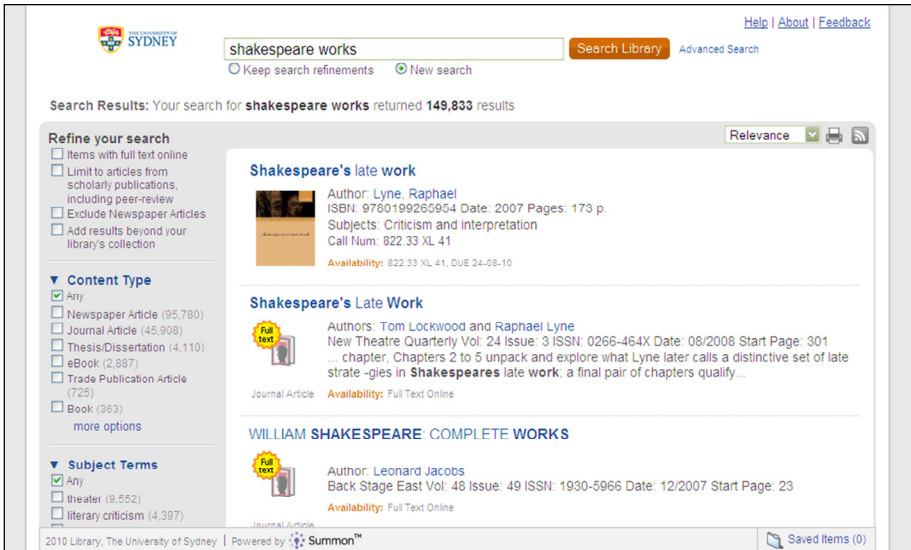 Help | About | Feedback
THE UNIVERSITY OF
SYDNEY
shakespeare works
Search Library
Advanced Search
Keep search refinements
New search
Search Results: Your search for shakespeare works returned 149,833 results
Refine your search
Items with full text online
Limit to articles from
scholarly publications,
including peer-review
Exclude Newspaper Articles
Add results beyond your
library's collection
Content Type
Any
Newspaper Article (95,780)
Journal Article (45,908)
Thesis/Dissertation (4,110)
eBook (2,887)
Trade Publication Article
(725)
Book (363)
more options
Subject Terms
Any
theater (9,552)
literary criticism (4,397)
Relevance
Shakespeare's late work
Author: Lyne, Raphael
ISBN: 9780199265954 Date: 2007 Pages: 173 p.
Subjects: Criticism and interpretation
Call Num: 822.33 XL 41
Availability: 822.33 XL 41, DUE 24-08-10
Shakespeare's Late Work
Full
text
Authors: Tom Lockwood and Raphael Lyne
New Theatre Quarterly Vol: 24 Issue: 3 ISSN: 0266-464X Date: 08/2008 Start Page: 301
... chapter, Chapters 2 to 5 unpack and explore what Lyne later calls a distinctive set of late
strate -gies in Shakespeares late work; a final pair of chapters qualify...
Journal Article
Availability: Full Text Online
WILLIAM SHAKESPEARE: COMPLETE WORKS
Full
text
Author: Leonard Jacobs
Back Stage East Vol: 48 Issue: 49 ISSN: 1930-5966 Date: 12/2007 Start Page: 23
Availability: Full Text Online
Journal Article
2010 Library, The University of Sydney | Powered by Summon™
Saved Items (0)